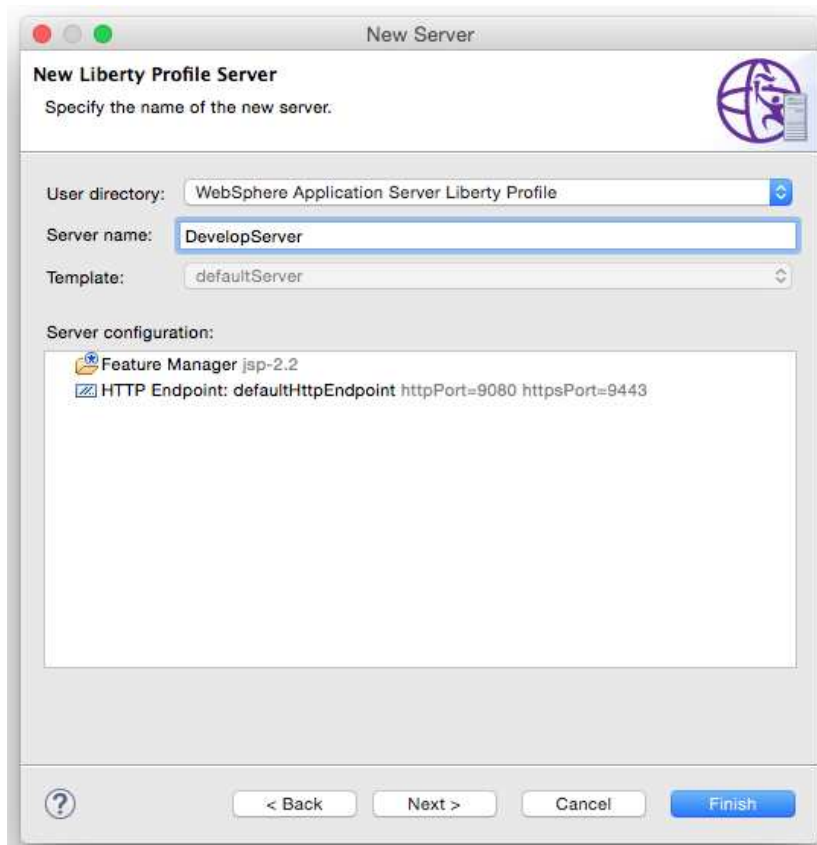 New Server
New Liberty Profile Server
Specify the name of the new server.
User directory: WebSphere Application Server Liberty Profile
Server name: DevelopServer
Template: defaultServer
Server configuration:
Feature Manager jsp-2.2
HTTP Endpoint: defaultHttpEndpoint httpPort=9080 httpsPort=9443
? < Back Next > Cancel Finish